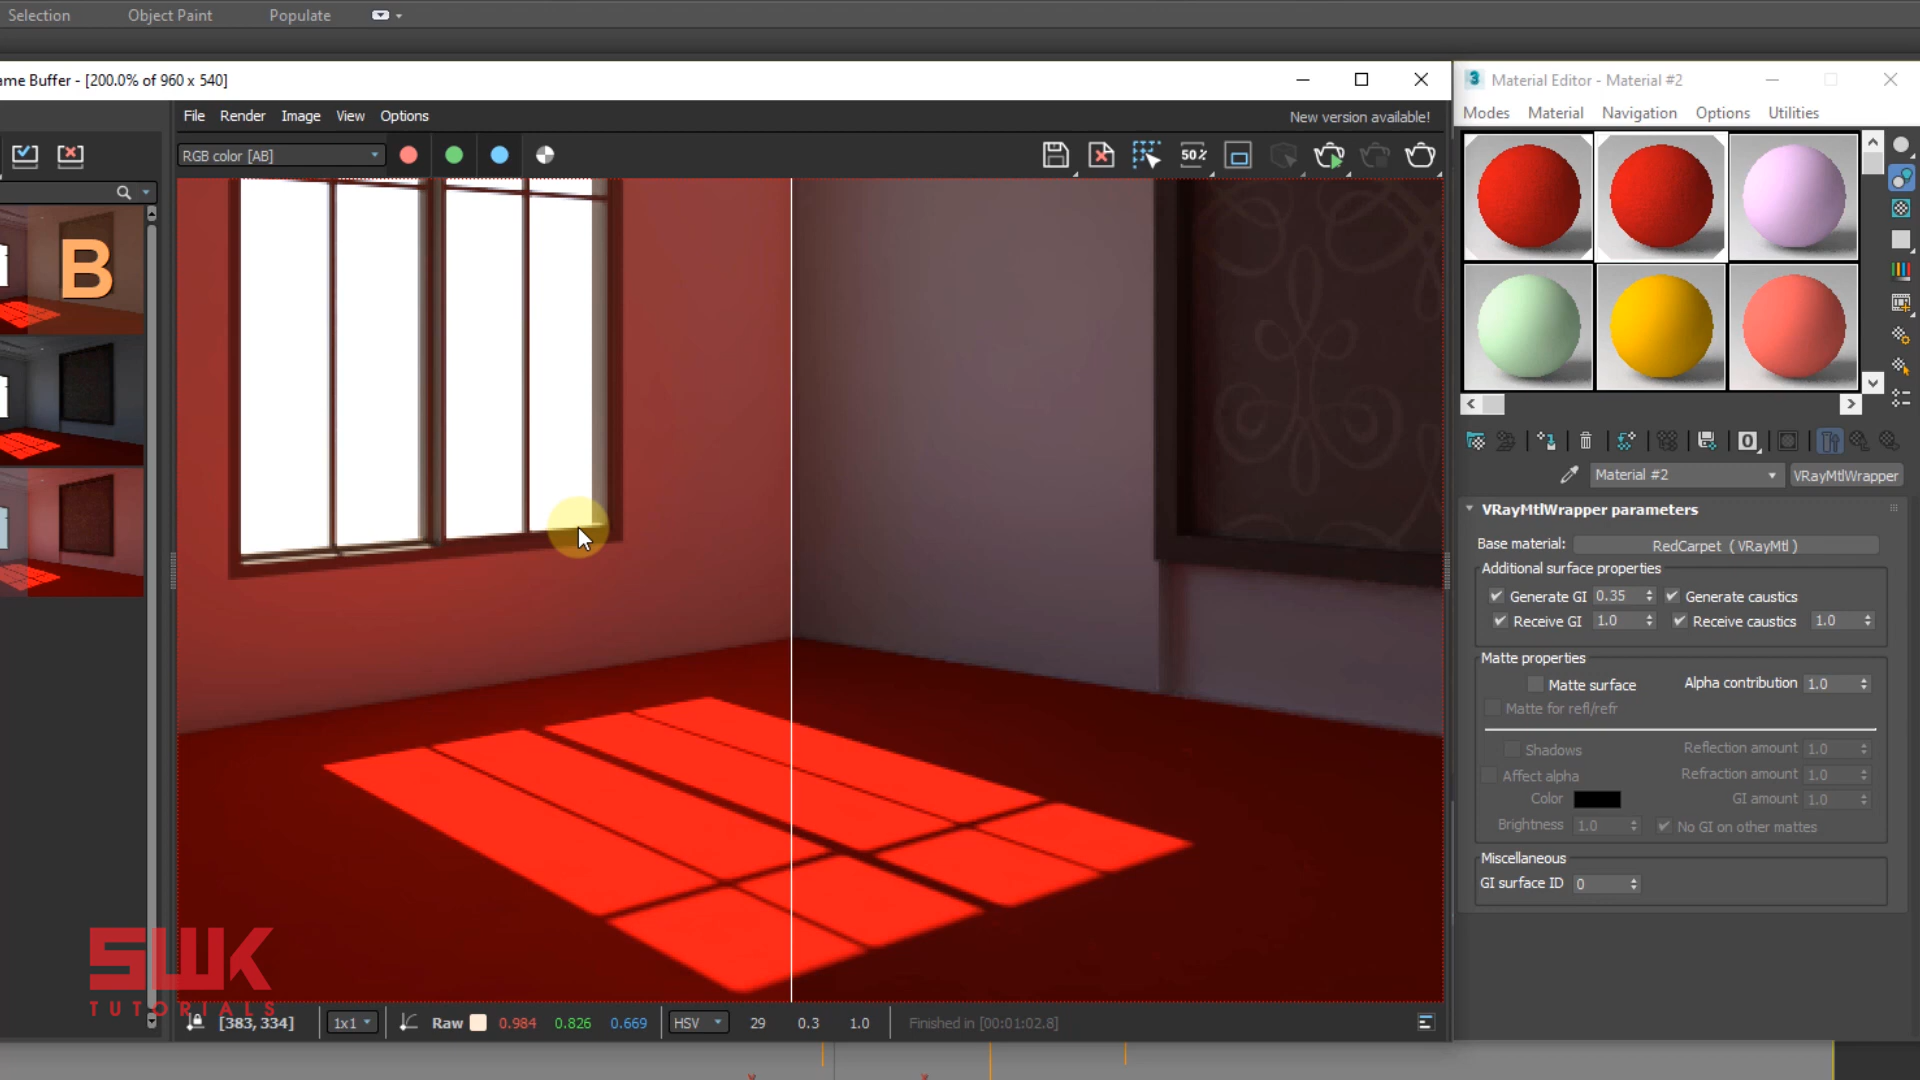 Selection Object Paint Populate
ame Buffer - [200.0% of 960 x 540]
File Render Image View Options
New version available!
RGB color [AB]
50%
B
[383, 334]
1x1
Raw 0.984 0.826 0.669
HSV 29 0.3 1.0
Finished in [00:01:02.8]
SWK
TUTORIALS
3 Material Editor - Material #2
Modes Material Navigation Options Utilities
0
Material #2 VRayMtlWrapper
VRayMtlWrapper parameters
Base material: RedCarpet ( VRayMtl )
Additional surface properties
Generate GI 0.35 Generate caustics
Receive GI 1.0 Receive caustics 1.0
Matte properties
Matte surface Alpha contribution 1.0
Matte for refl/refr
Shadows Reflection amount 1.0
Affect alpha Refraction amount 1.0
Color GI amount 1.0
Brightness 1.0 No GI on other mattes
Miscellaneous
GI surface ID 0